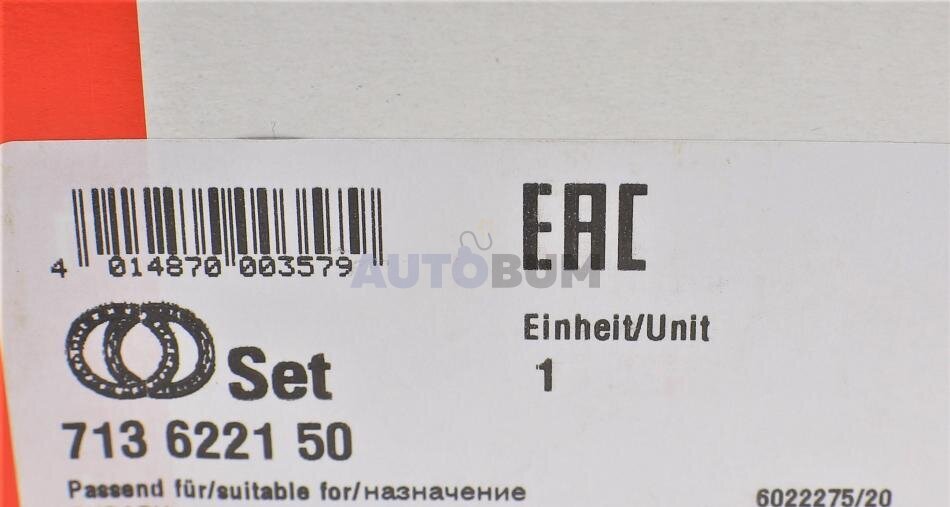 EAC
4 014870 003579
AUTOBUM
Einheit/Unit
1
Set
713 6221 50
Passend für/suitable for/назначение
6022275/20